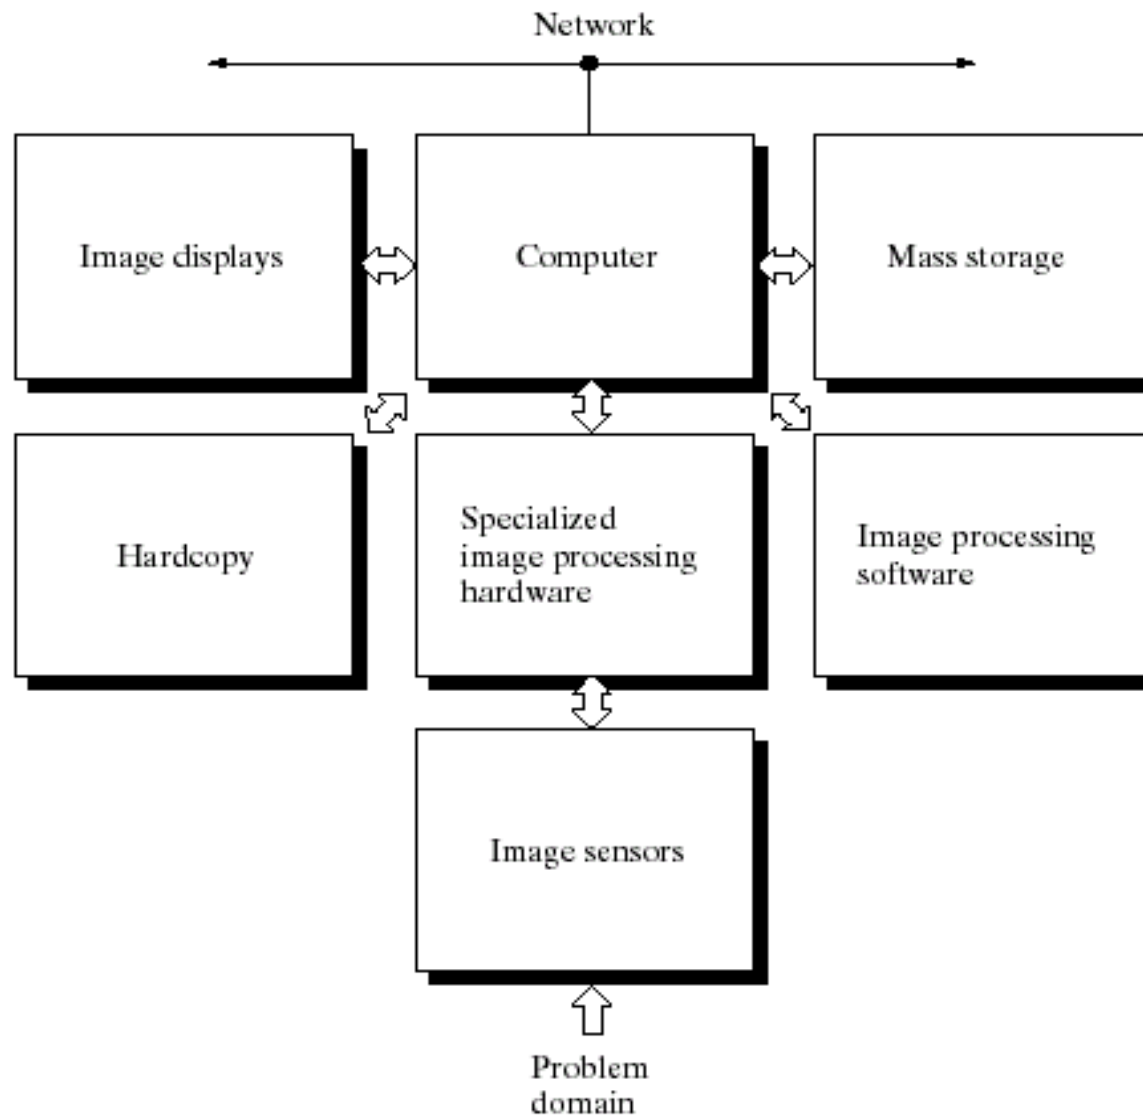 Network
Image displays
Computer
Mass storage
Hardcopy
Specialized
image processing
hardware
Image processing
software
Image sensors
Problem
domain